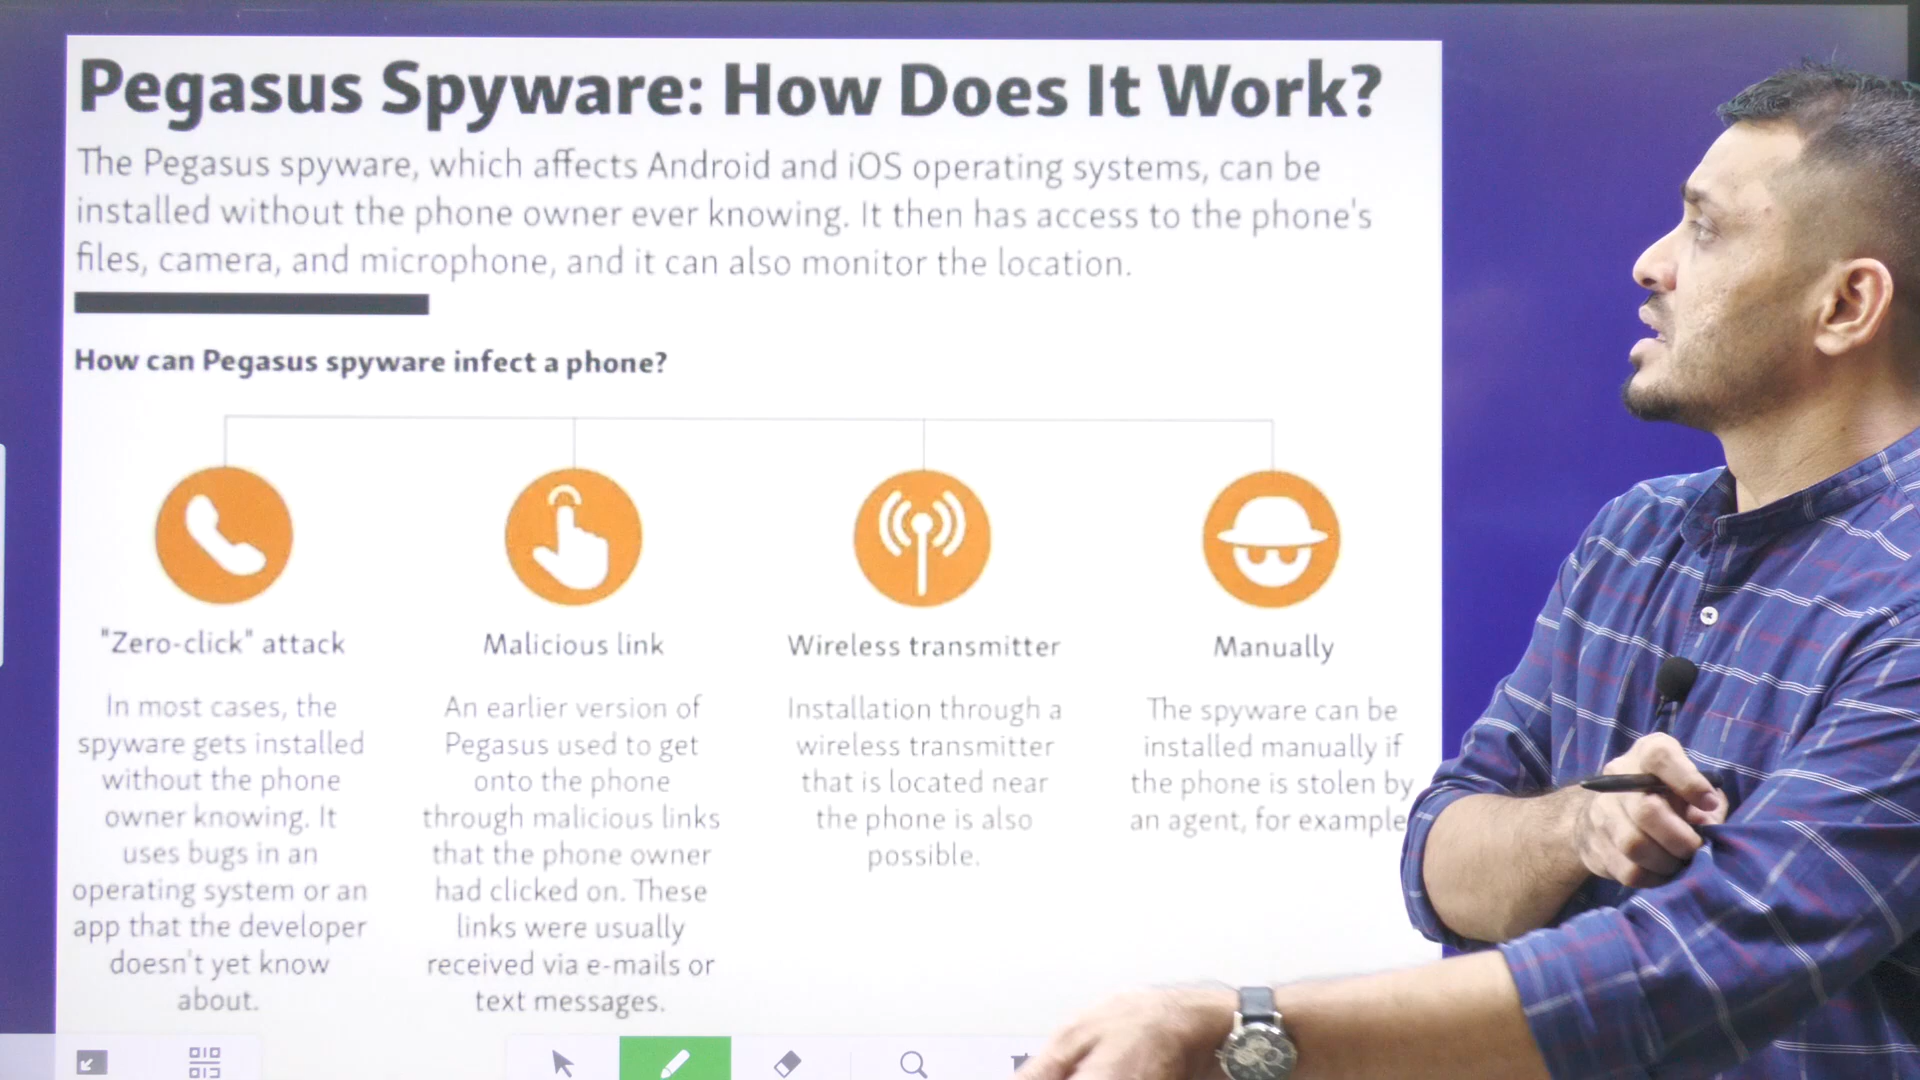 Pegasus Spyware: How Does It Work?
The Pegasus spyware, which affects Android and iOS operating systems, can be
installed without the phone owner ever knowing. It then has access to the phone's
files, camera, and microphone, and it can also monitor the location.
How can Pegasus spyware infect a phone?
"Zero-click" attack
In most cases, the
spyware gets installed
without the phone
owner knowing. It
uses bugs in an
operating system or an
app that the developer
doesn't yet know
about.
Malicious link
An earlier version of
Pegasus used to get
onto the phone
through malicious links
that the phone owner
had clicked on. These
links were usually
received via e-mails or
text messages.
Wireless transmitter
Installation through a
wireless transmitter
that is located near
the phone is also
possible.
Manually
The spyware can be
installed manually if
the phone is stolen by
an agent, for example